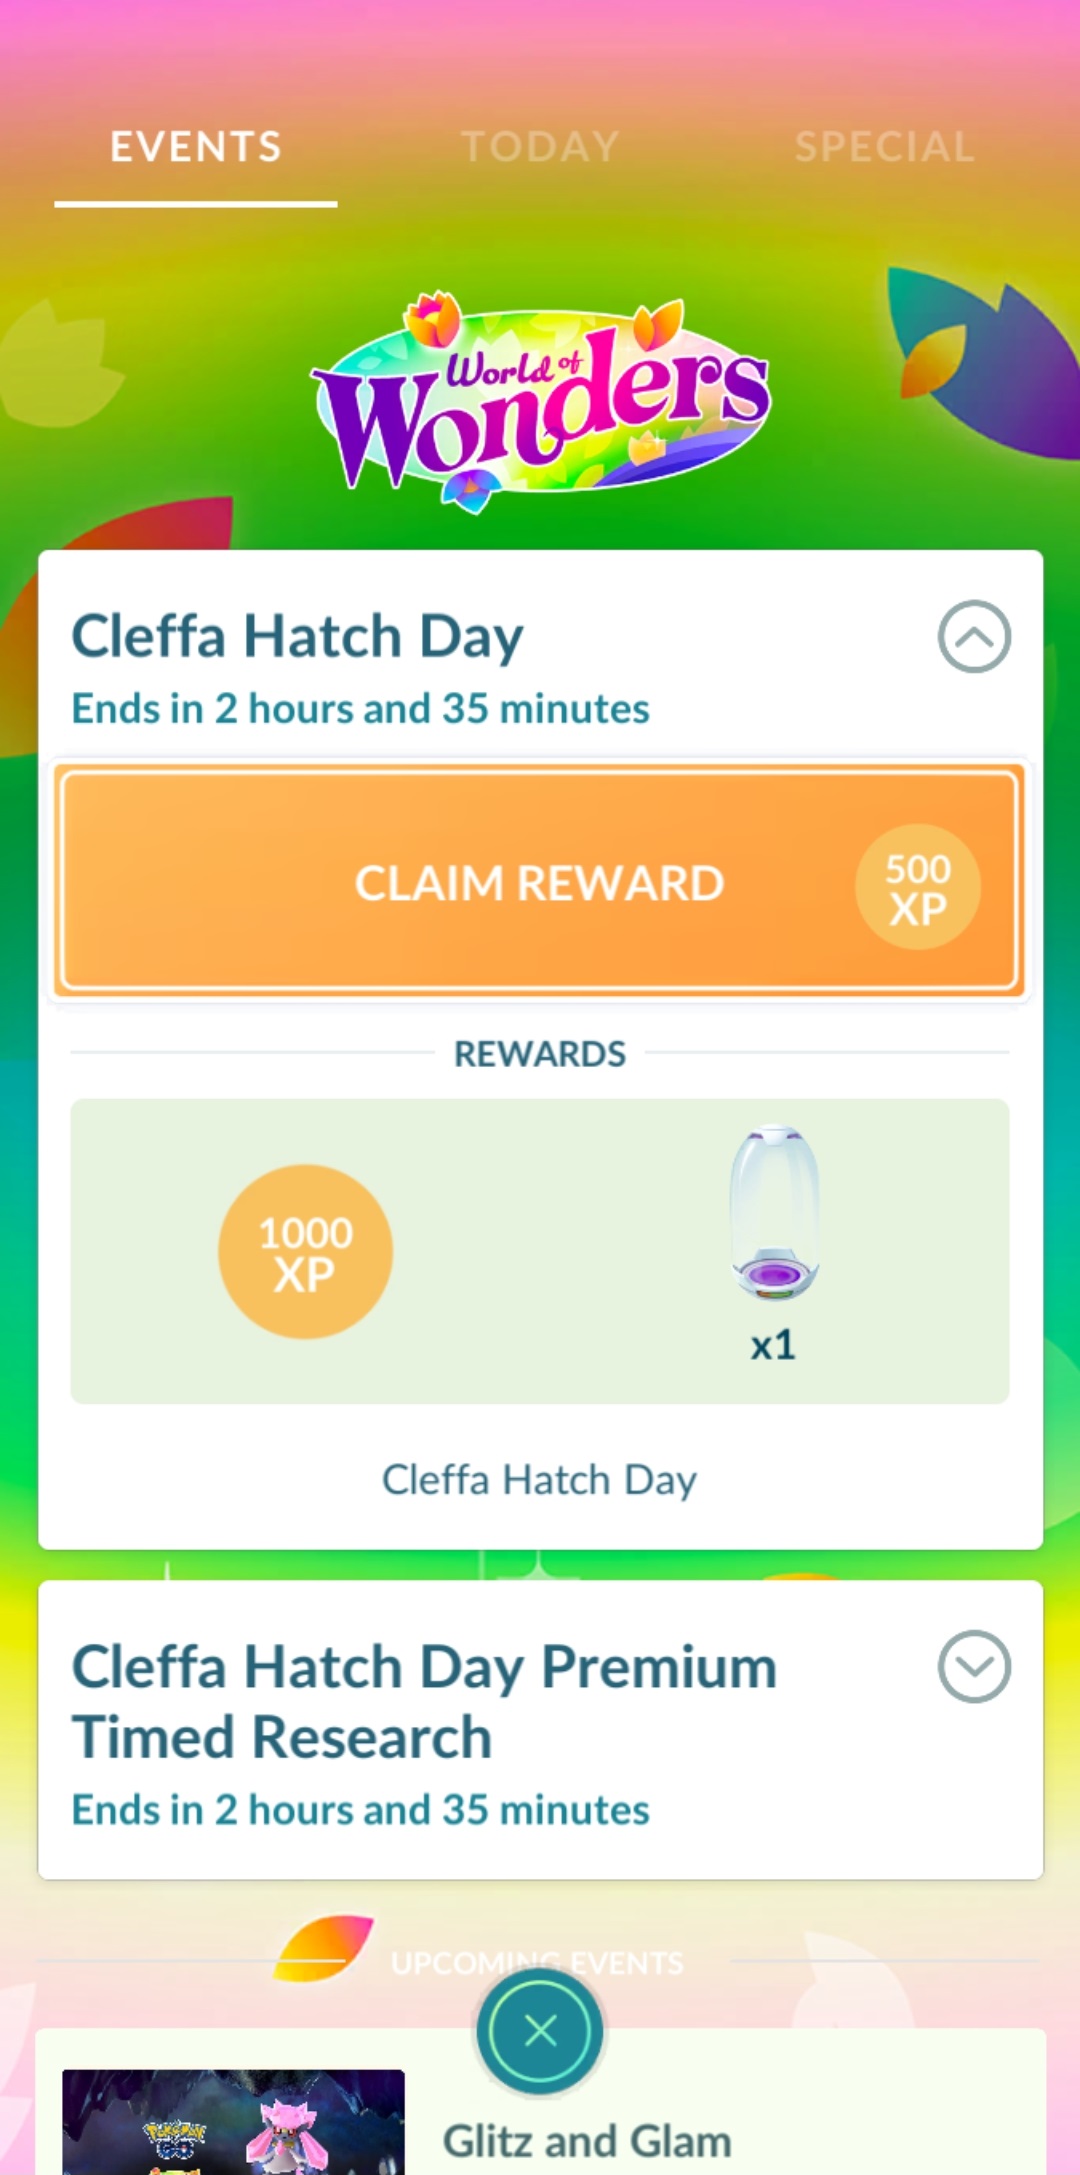 EVENTS
TODAY
SPECIAL
World of
Wonders
Cleffa Hatch Day
Ends in 2 hours and 35 minutes
CLAIM REWARD
500
XP
REWARDS
1000
XP
x1
Cleffa Hatch Day
Cleffa Hatch Day Premium
Timed Research
Ends in 2 hours and 35 minutes
UPCOMING EVENTS
POKéMON
GO
Glitz and Glam